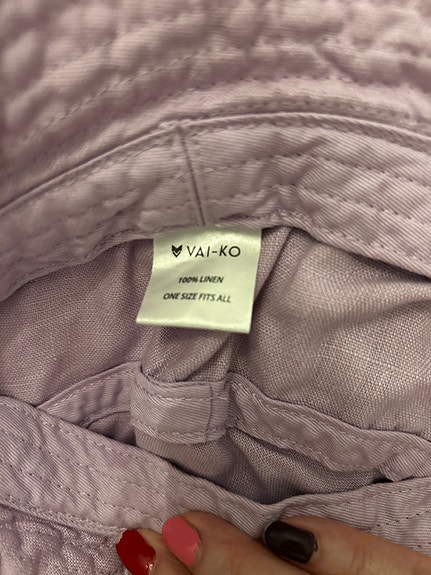 VAI-KO
100% LINEN
ONE SIZE FITS ALL